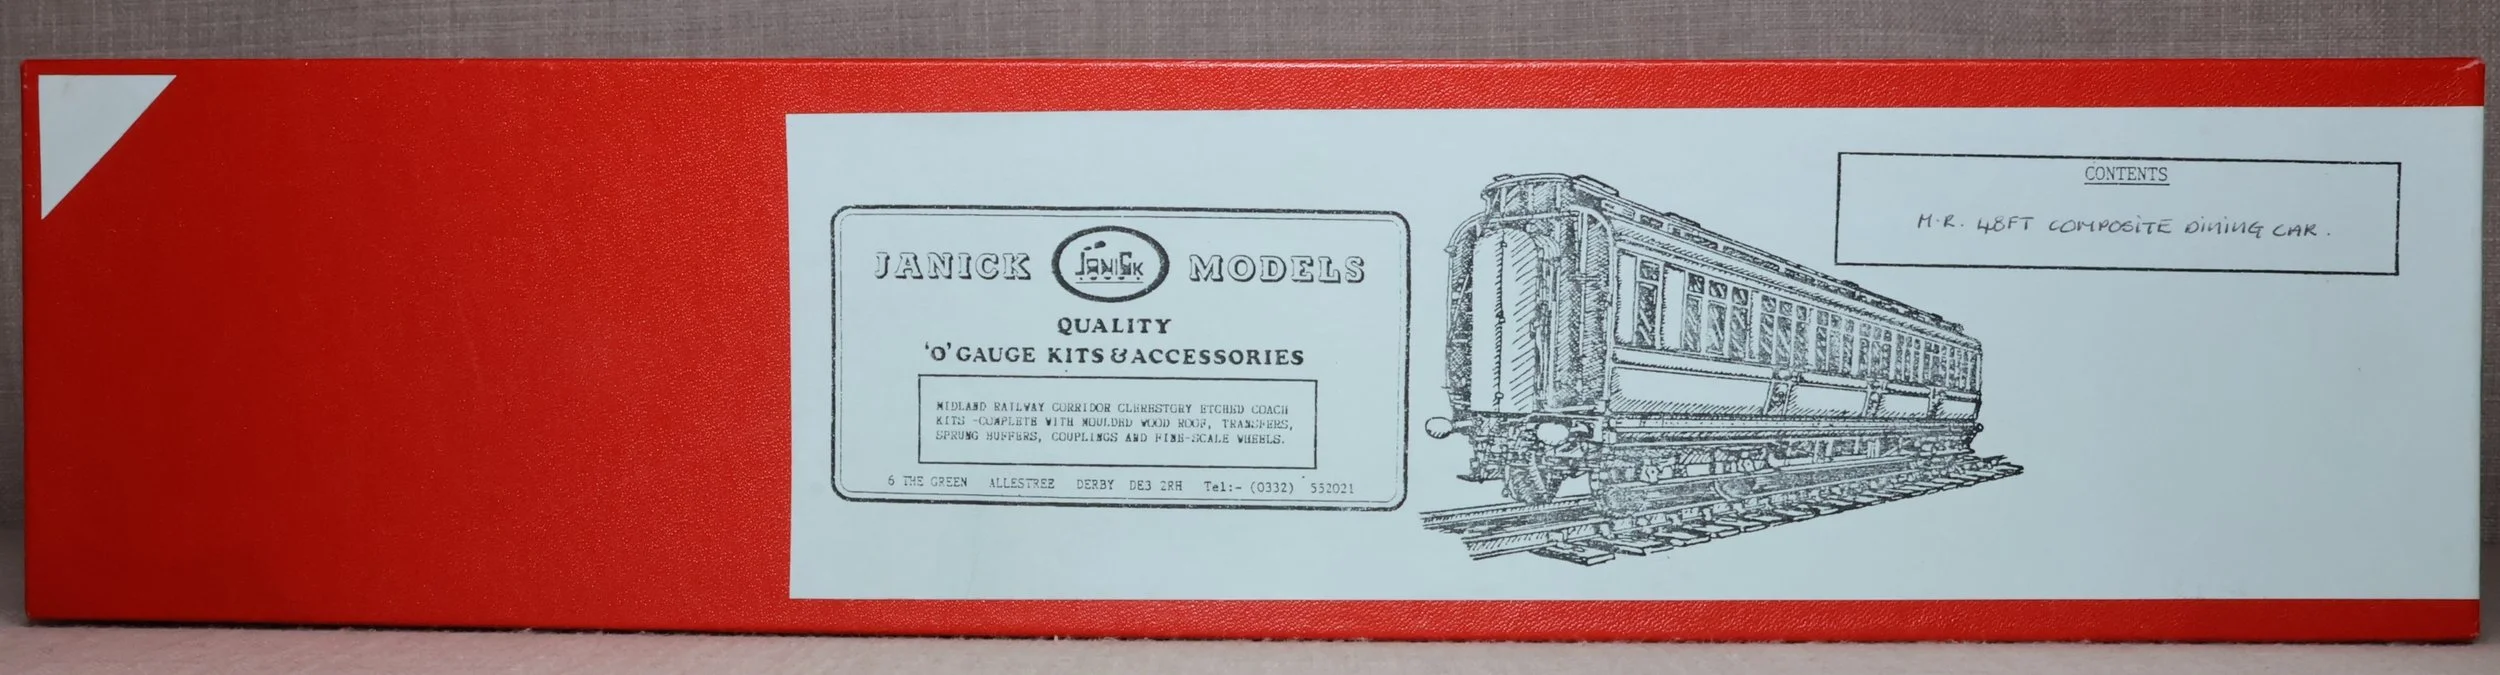 JANICK JANICK MODELS
QUALITY
'O' GAUGE KITS & ACCESSORIES
MIDLAND RAILWAY CORRIDOR CLERESTORY ETCHED COACH
KITS -COMPLETE WITH MOULDED WOOD ROOF, TRANSFERS,
SPRUNG BUFFERS, COUPLINGS AND FINE-SCALE WHEELS.
6 THE GREEN ALLESTREE DERBY DE3 2RH Tel:- (0332) 552021
CONTENTS
M.R. 48FT COMPOSITE DINING CAR.